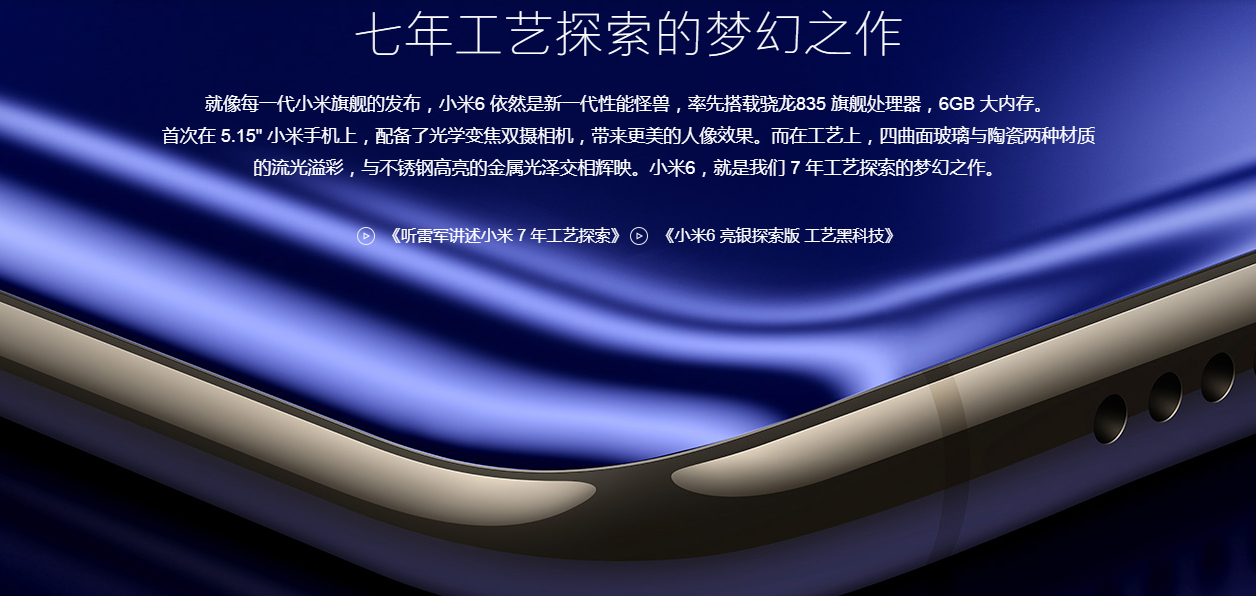 七年工艺探索的梦幻之作
就像每一代小米旗舰的发布，小米6 依然是新一代性能怪兽，率先搭载骁龙835 旗舰处理器，6GB 大内存。
首次在 5.15" 小米手机上，配备了光学变焦双摄相机，带来更美的人像效果。而在工艺上，四曲面玻璃与陶瓷两种材质
的流光溢彩，与不锈钢高亮的金属光泽交相辉映。小米6，就是我们 7 年工艺探索的梦幻之作。
《听雷军讲述小米 7 年工艺探索》 《小米6 亮银探索版 工艺黑科技》